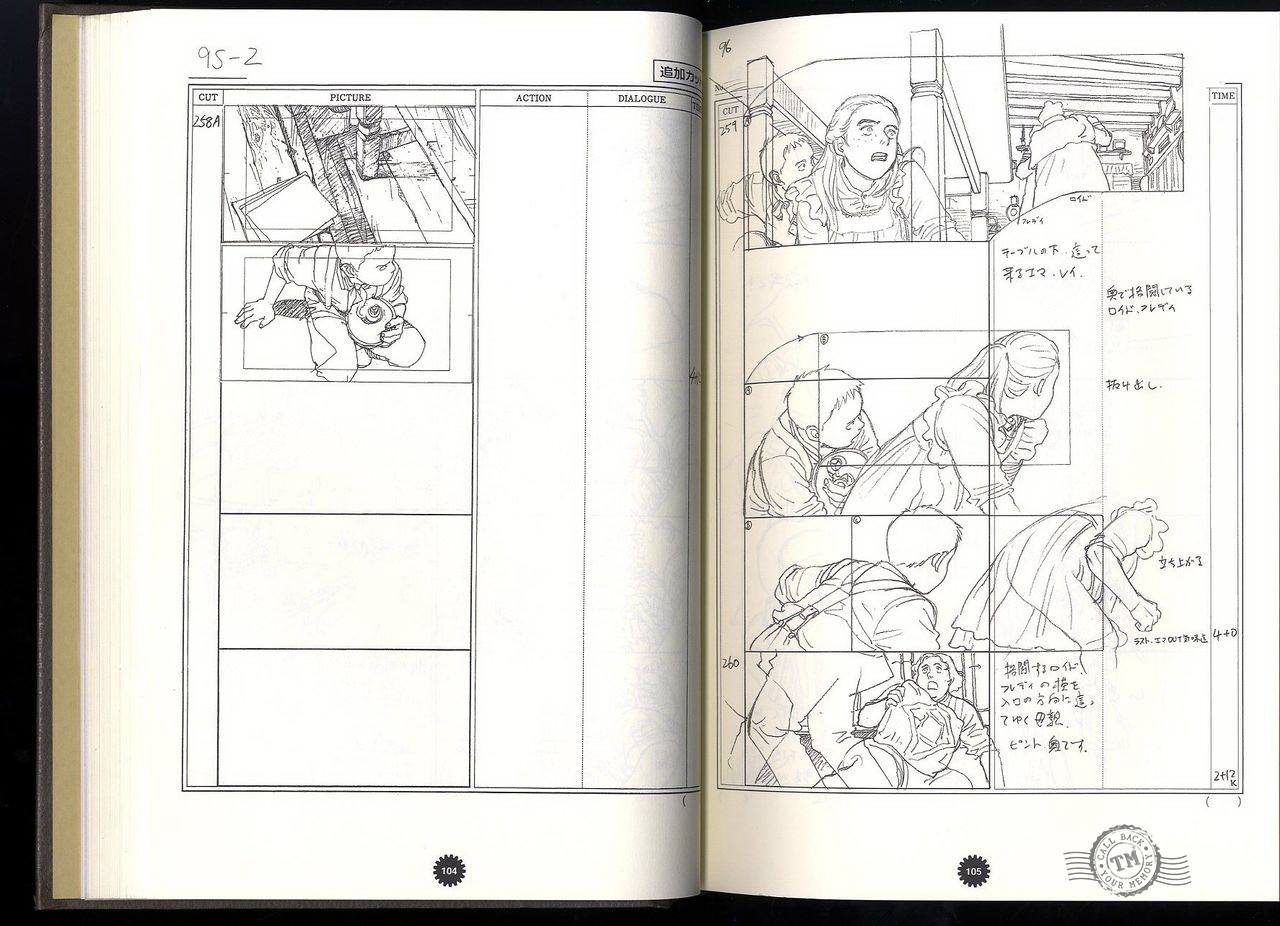 95-2
追加カッ
CUT
PICTURE
ACTION
DIALOGUE
258A
104
96
CUT
TIME
259
ロイド
フレディ
テーブルの下、這って
来るエマ、レイ.
奥で格闘している
ロイド、フレディ
抜け出し.
立ち上がる
4+0
260
格闘するロイド、
フレディの横を
入口の方向に這っ
てゆく母親.
ピント奥です.
2+12
K
( )
105
CALL BACK
TM
YOUR MEMORY